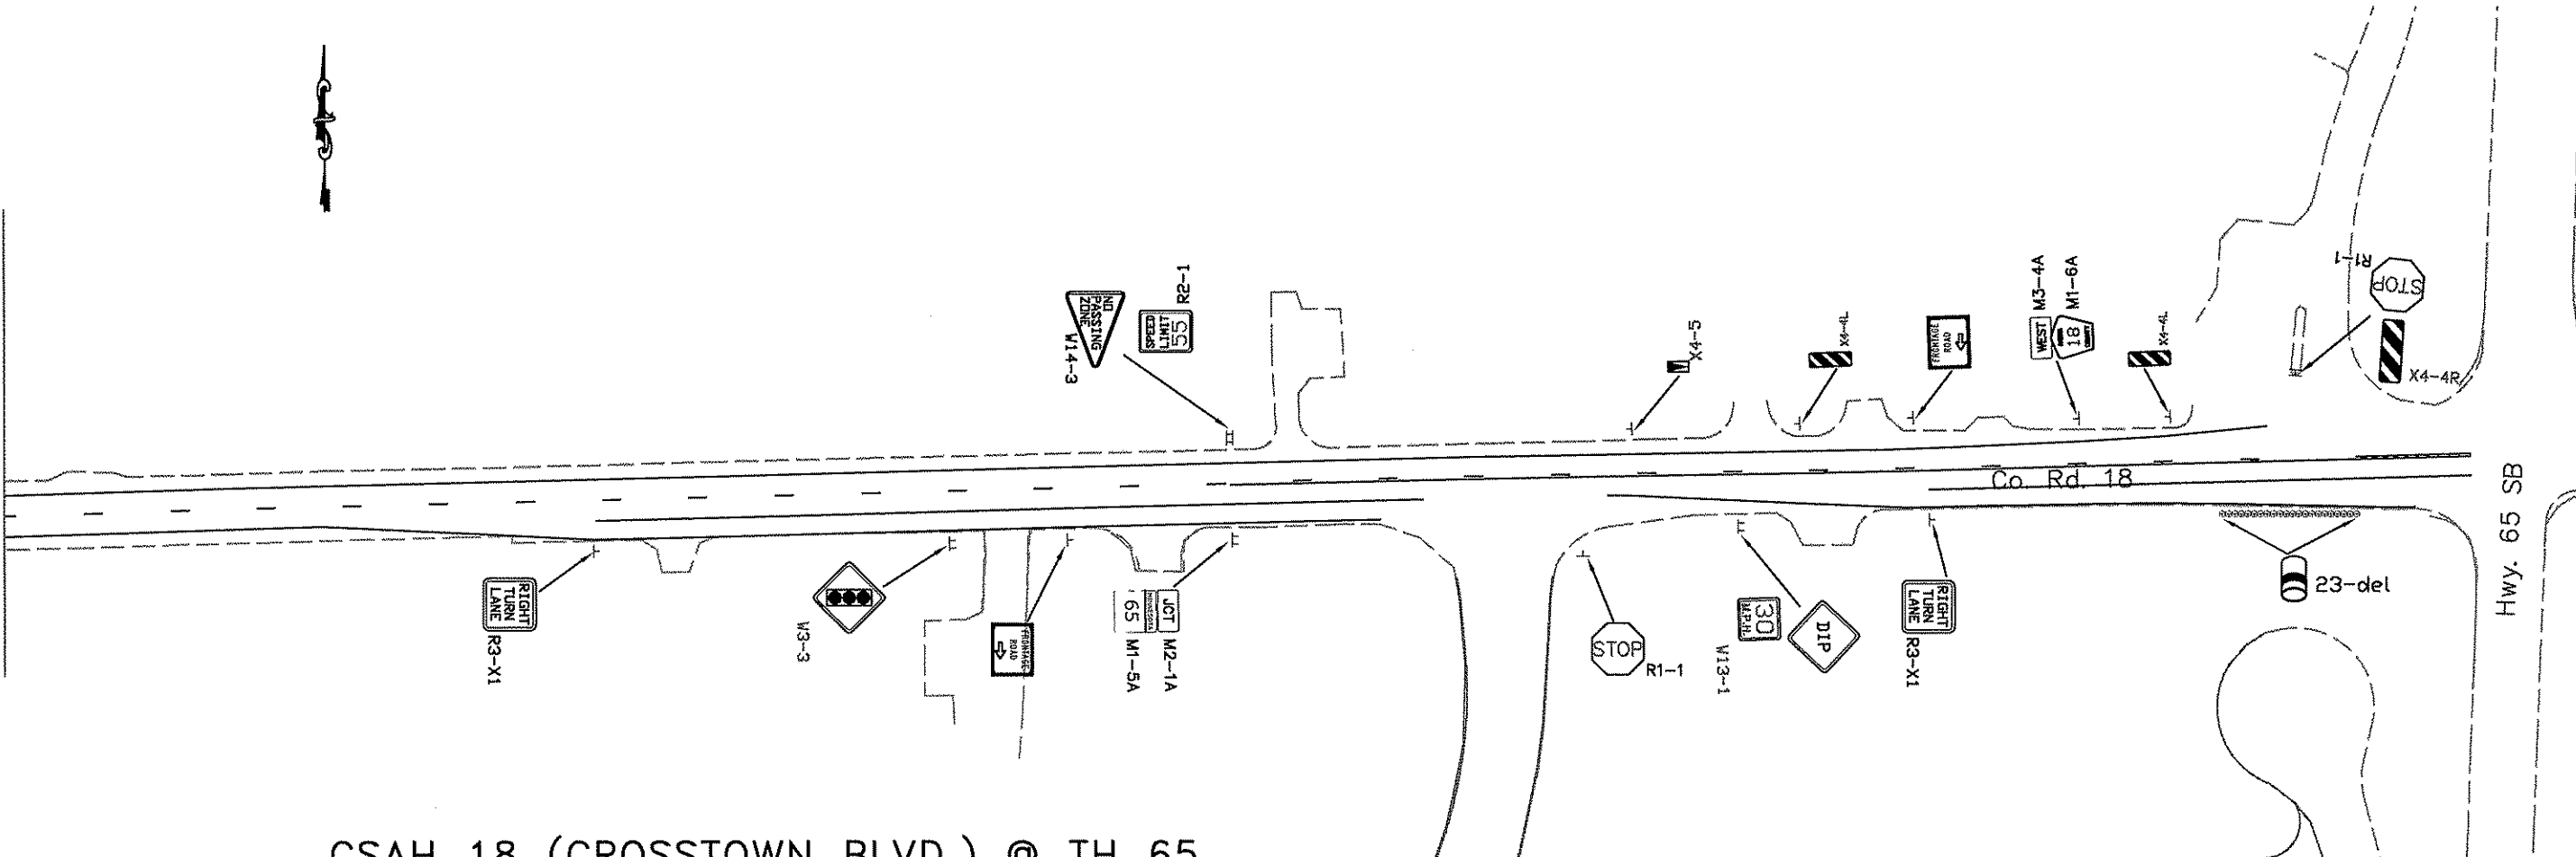 NO
PASSING
ZONE
W14-3
SPEED
LIMIT
55
R2-1
X4-5
X4-4L
FRONTAGE
ROAD
WEST
M3-4A
18
COUNTY
M1-6A
X4-4L
R1-1
STOP
X4-4R
Co. Rd. 18
Hwy. 65 SB
RIGHT
TURN
LANE
R3-X1
W3-3
FRONTAGE
ROAD
JCT
MINNESOTA
65
M2-1A
M1-5A
STOP
R1-1
30
M.P.H.
W13-1
DIP
RIGHT
TURN
LANE
R3-X1
23-del
CSAH 18 (CROSSTOWN BLVD.) @ TH 65